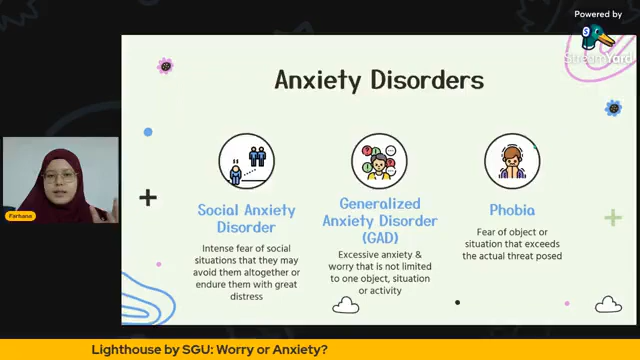 Powered by
StreamYard
Anxiety Disorders
Social Anxiety
Disorder
Intense fear of social
situations that they may
avoid them altogether or
endure them with great
distress
Generalized
Anxiety Disorder
(GAD)
Excessive anxiety &
worry that is not limited
to one object, situation
or activity
Phobia
Fear of object or
situation that exceeds
the actual threat posed
Farhana
Lighthouse by SGU: Worry or Anxiety?